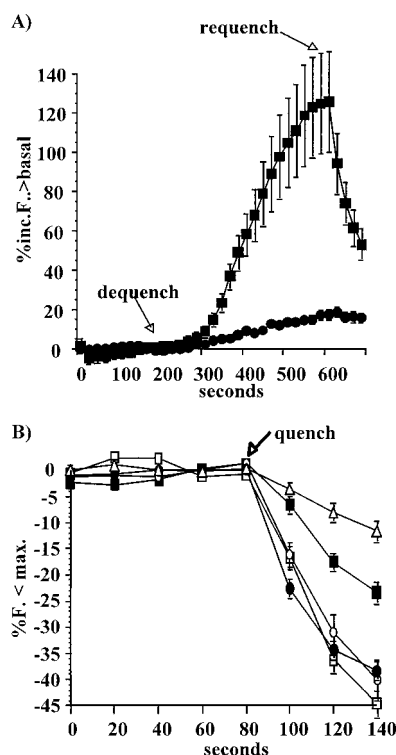 A)
requench
140
120
100
80
60
40
20
0
%inc.F..>basal
dequench
0 100 200 300 400 500 600
seconds
B)
quench
0
-5
-10
-15
-20
-25
-30
-35
-40
-45
%F. < max.
0 20 40 60 80 100 120 140
seconds